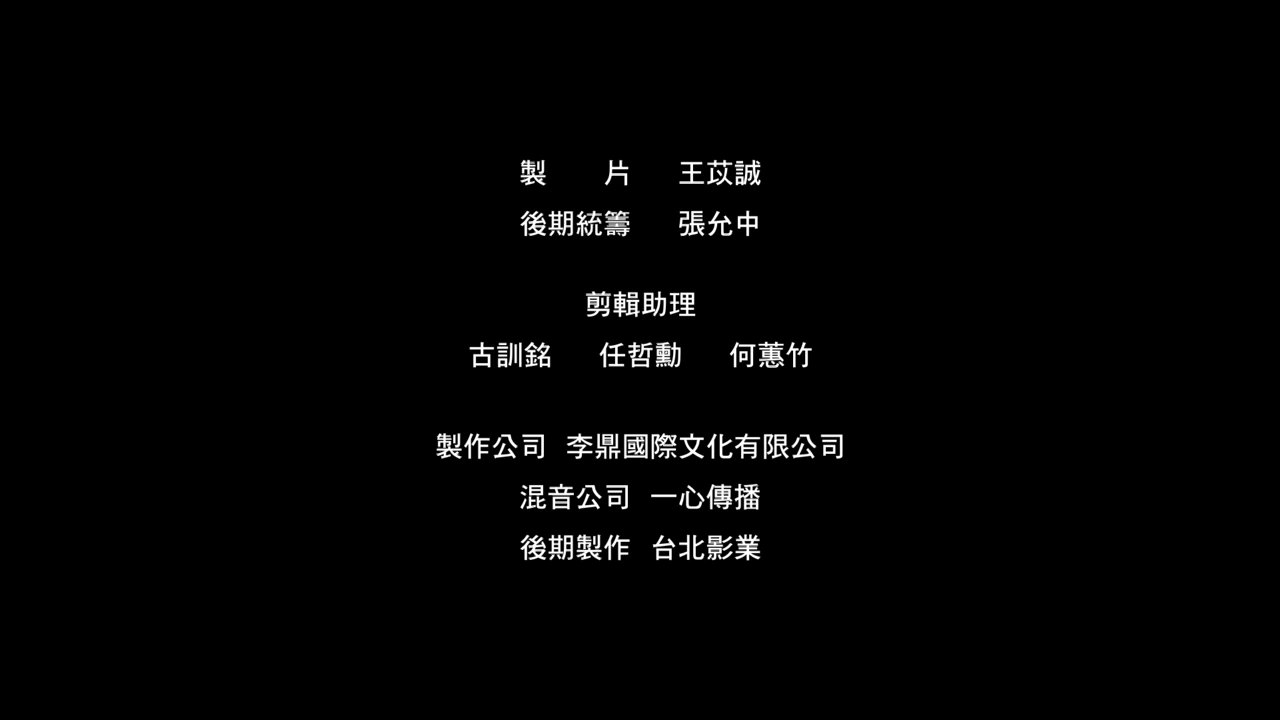 製　　片　王苡誠
後期統籌　張允中
剪輯助理
古訓銘　任哲勳　何蕙竹
製作公司 李鼎國際文化有限公司
混音公司 一心傳播
後期製作 台北影業